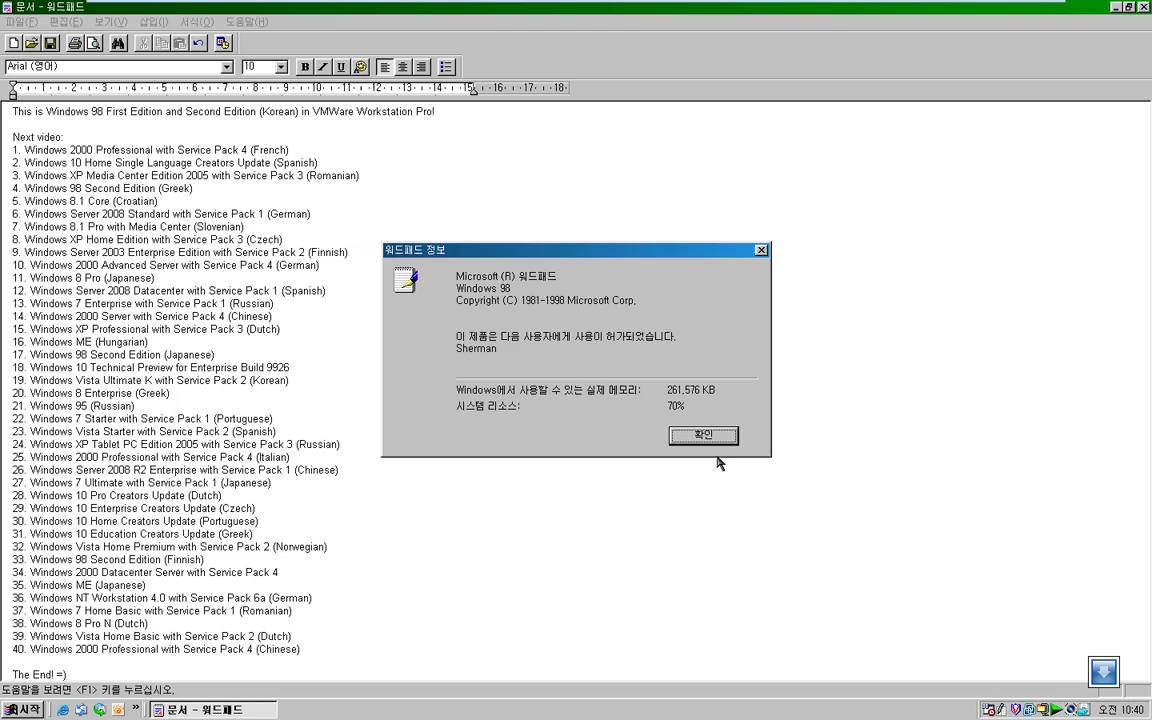 문서 - 워드패드
파일(F) 편집(E) 보기(V) 삽입(I) 서식(O) 도움말(H)
Arial (영어) 10
1 2 3 4 5 6 7 8 9 10 11 12 13 14 15 16 17 18
This is Windows 98 First Edition and Second Edition (Korean) in VMWare Workstation Pro!
Next video:
1. Windows 2000 Professional with Service Pack 4 (French)
2. Windows 10 Home Single Language Creators Update (Spanish)
3. Windows XP Media Center Edition 2005 with Service Pack 3 (Romanian)
4. Windows 98 Second Edition (Greek)
5. Windows 8.1 Core (Croatian)
6. Windows Server 2008 Standard with Service Pack 1 (German)
7. Windows 8.1 Pro with Media Center (Slovenian)
8. Windows XP Home Edition with Service Pack 3 (Czech)
9. Windows Server 2003 Enterprise Edition with Service Pack 2 (Finnish)
10. Windows 2000 Advanced Server with Service Pack 4 (German)
11. Windows 8 Pro (Japanese)
12. Windows Server 2008 Datacenter with Service Pack 1 (Spanish)
13. Windows 7 Enterprise with Service Pack 1 (Russian)
14. Windows 2000 Server with Service Pack 4 (Chinese)
15. Windows XP Professional with Service Pack 3 (Dutch)
16. Windows ME (Hungarian)
17. Windows 98 Second Edition (Japanese)
18. Windows 10 Technical Preview for Enterprise Build 9926
19. Windows Vista Ultimate K with Service Pack 2 (Korean)
20. Windows 8 Enterprise (Greek)
21. Windows 95 (Russian)
22. Windows 7 Starter with Service Pack 1 (Portuguese)
23. Windows Vista Starter with Service Pack 2 (Spanish)
24. Windows XP Tablet PC Edition 2005 with Service Pack 3 (Russian)
25. Windows 2000 Professional with Service Pack 4 (Italian)
26. Windows Server 2008 R2 Enterprise with Service Pack 1 (Chinese)
27. Windows 7 Ultimate with Service Pack 1 (Japanese)
28. Windows 10 Pro Creators Update (Dutch)
29. Windows 10 Enterprise Creators Update (Czech)
30. Windows 10 Home Creators Update (Portuguese)
31. Windows 10 Education Creators Update (Greek)
32. Windows Vista Home Premium with Service Pack 2 (Norwegian)
33. Windows 98 Second Edition (Finnish)
34. Windows 2000 Datacenter Server with Service Pack 4
35. Windows ME (Japanese)
36. Windows NT Workstation 4.0 with Service Pack 6a (German)
37. Windows 7 Home Basic with Service Pack 1 (Romanian)
38. Windows 8 Pro N (Dutch)
39. Windows Vista Home Basic with Service Pack 2 (Dutch)
40. Windows 2000 Professional with Service Pack 4 (Chinese)
The End! =)
워드패드 정보
Microsoft (R) 워드패드
Windows 98
Copyright (C) 1981-1998 Microsoft Corp.
이 제품은 다음 사용자에게 사용이 허가되었습니다.
Sherman
Windows에서 사용할 수 있는 실제 메모리: 261,576 KB
시스템 리소스: 70%
확인
도움말을 보려면 <F1> 키를 누르십시오.
시작 문서 - 워드패드 오전 10:40